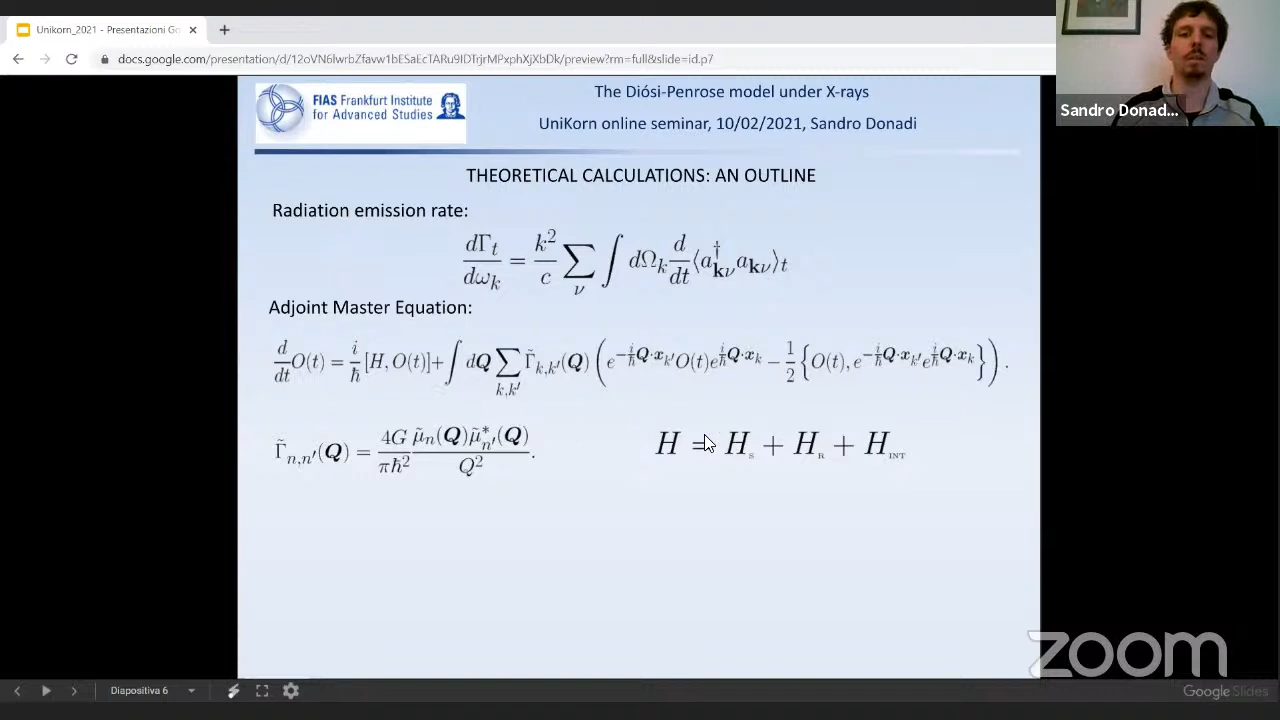 Unikorn_2021 - Presentazioni Go
docs.google.com/presentation/d/12oVN6lwrbZfavw1bESaEcTARu9IDTjrjrMPxphXjXbDk/preview?rm=full&slide=id.p7
FIAS Frankfurt Institute
for Advanced Studies
The Diósi-Penrose model under X-rays
UniKorn online seminar, 10/02/2021, Sandro Donadi
Sandro Donad...
THEORETICAL CALCULATIONS: AN OUTLINE
Radiation emission rate:
dΓ_t/dω_k = k²/c ∑_ν ∫ dΩ_k d/dt ⟨a†_kν a_kν⟩_t
Adjoint Master Equation:
d/dt O(t) = i/ħ [H, O(t)] + ∫ dQ ∑_{k,k′} Γ̃_{k,k′}(Q) ( e^{−i/ħ Q·x_{k′}} O(t) e^{i/ħ Q·x_k} − 1/2 { O(t), e^{−i/ħ Q·x_{k′}} e^{i/ħ Q·x_k} } ) .
Γ̃_{n,n′}(Q) = 4G/πħ² μ̃_n(Q)μ̃*_{n′}(Q)/Q² .
H = H_S + H_R + H_INT
zoom
Diapositiva 6
Google Slides